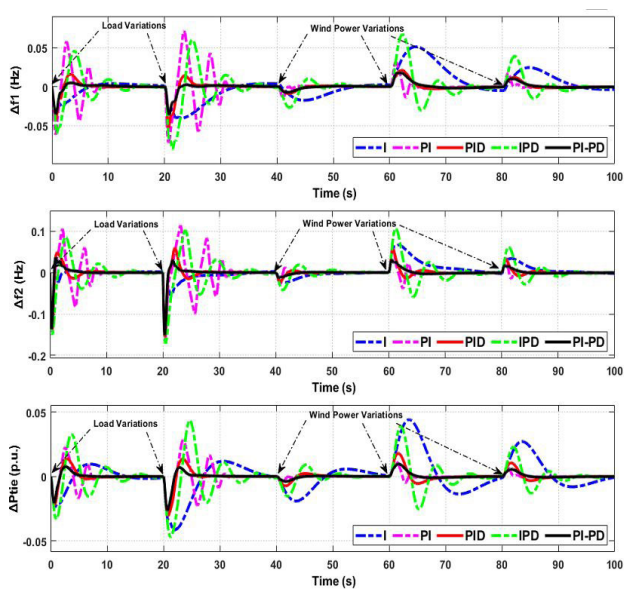 Load Variations
Wind Power Variations
0.05
0
-0.05
Δf1 (Hz)
I PI PID IPD PI-PD
0 10 20 30 40 50 60 70 80 90 100
Time (s)
Load Variations
Wind Power Variations
0.1
0
-0.1
-0.2
Δf2 (Hz)
I PI PID IPD PI-PD
0 10 20 30 40 50 60 70 80 90 100
Time (s)
Load Variations
Wind Power Variations
0.05
0
-0.05
ΔPtie (p.u.)
I PI PID IPD PI-PD
0 10 20 30 40 50 60 70 80 90 100
Time (s)